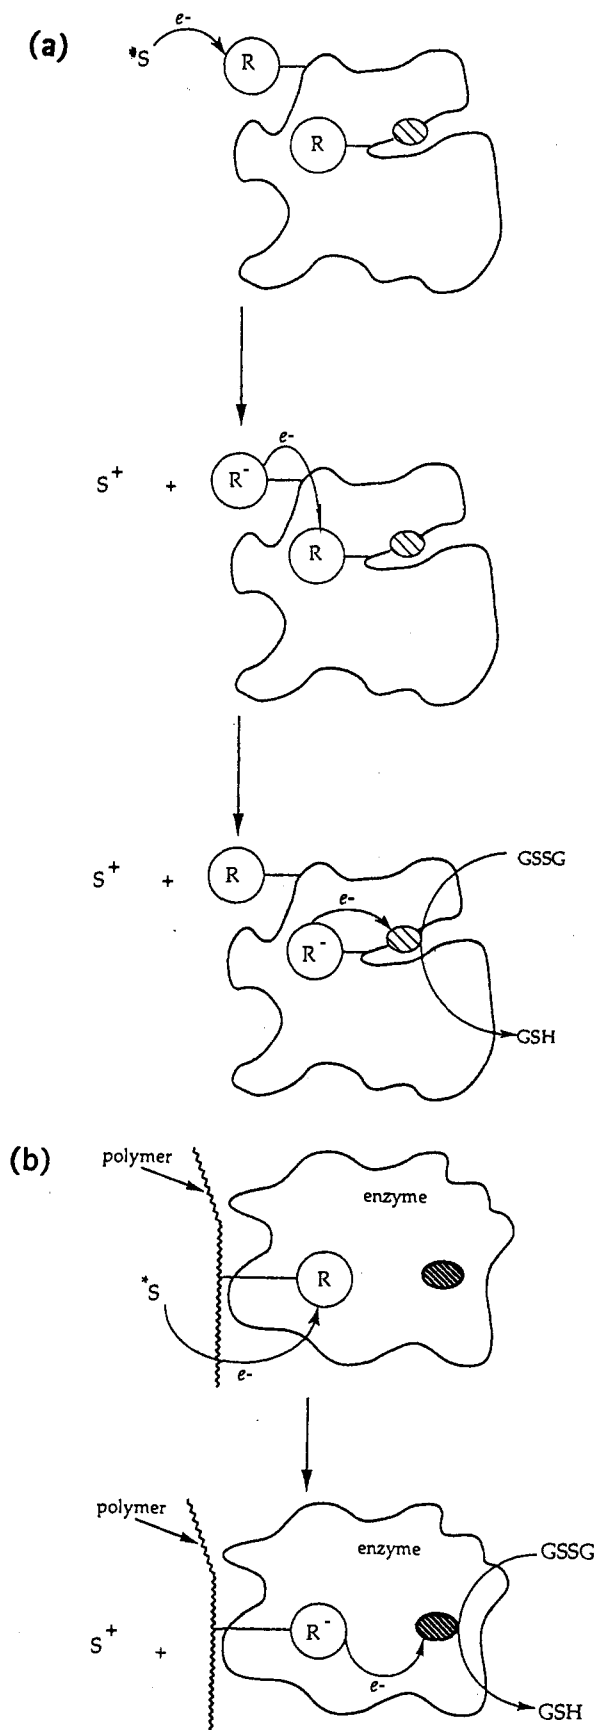 (a)
e-
*S
R
R
e-
S+ + R-
R
S+ + R
GSSG
e-
R-
GSH
(b)
polymer
enzyme
R
*S
e-
polymer
enzyme
GSSG
S+ + R-
e-
GSH